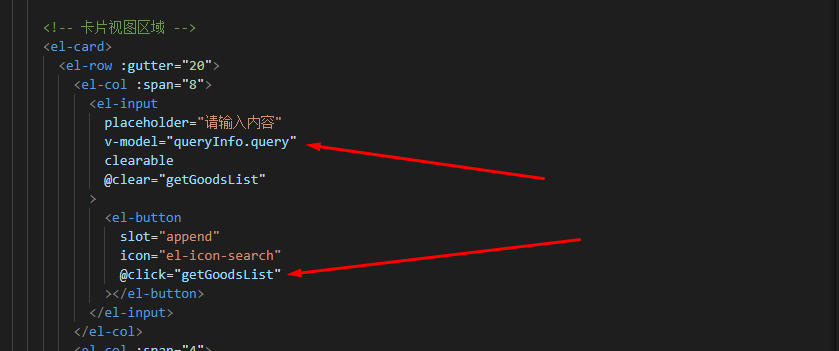 <!-- 卡片视图区域 -->
<el-card>
<el-row :gutter="20">
<el-col :span="8">
<el-input
placeholder="请输入内容"
v-model="queryInfo.query"
clearable
@clear="getGoodsList"
>
<el-button
slot="append"
icon="el-icon-search"
@click="getGoodsList"
></el-button>
</el-input>
</el-col>
<el-col :span="4">